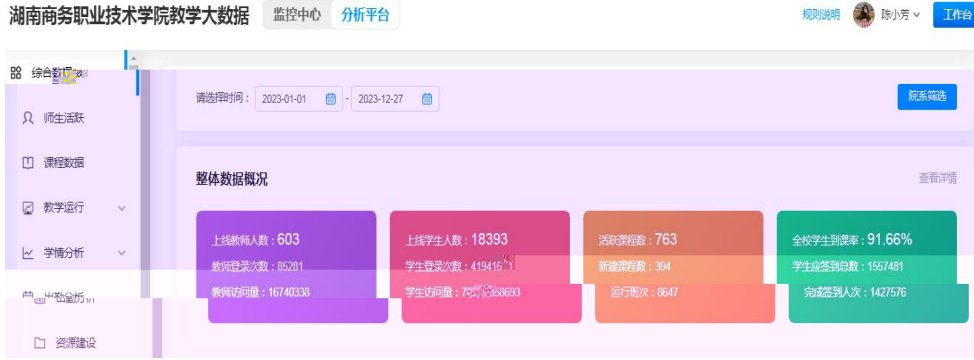 湖南商务职业技术学院教学大数据 监控中心 分析平台 规则说明 陈小芳 工作台
综合数据
请选择时间： 2023-01-01 - 2023-12-27 院系筛选
师生活跃
课程数据
整体数据概况 查看详情
教学运行
上线教师人数：603 上线学生人数：18393 活跃课程数：763 全校学生到课率：91.66%
学情分析
教师登录次数：85281 学生登录次数： 新建课程数：394 学生应签到总数：1557481
教师访问量：16740338 学生访问量： 运行班次：8647 完成签到人次：1427576
资源建设